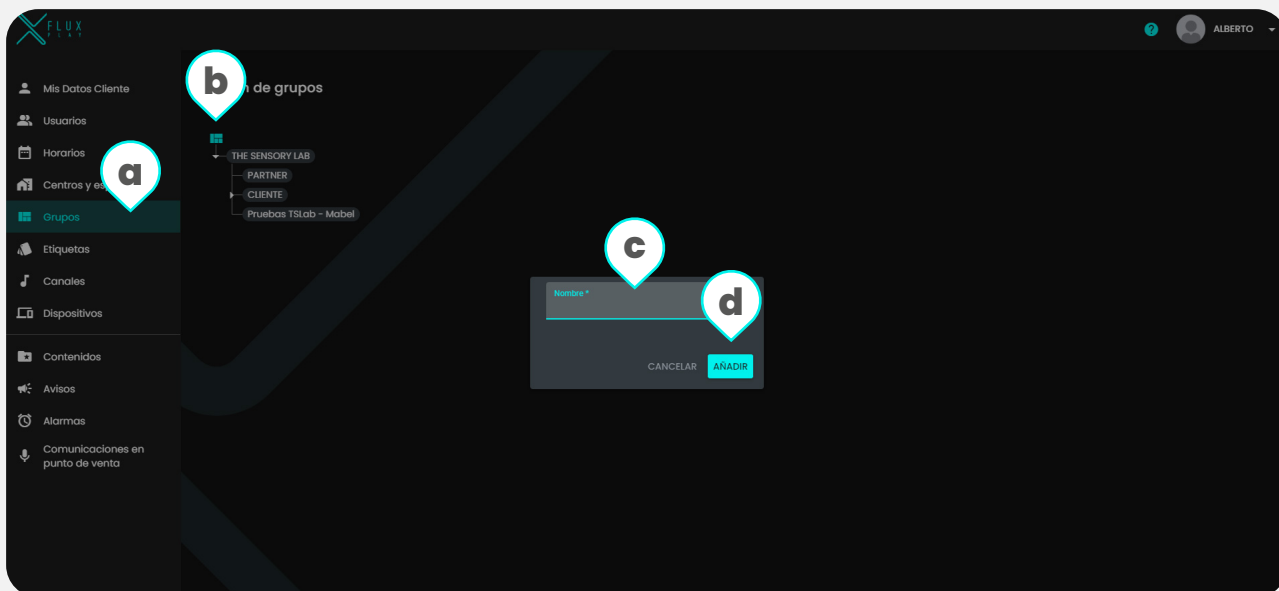 FLUX
PLAY
ALBERTO
Mis Datos Cliente
Usuarios
Horarios
Centros y es
Grupos
Etiquetas
Canales
Dispositivos
Contenidos
Avisos
Alarmas
Comunicaciones en
punto de venta
a
b
de grupos
THE SENSORY LAB
PARTNER
CLIENTE
Pruebas TSLab - Mabel
c
d
Nombre *
CANCELAR
AÑADIR